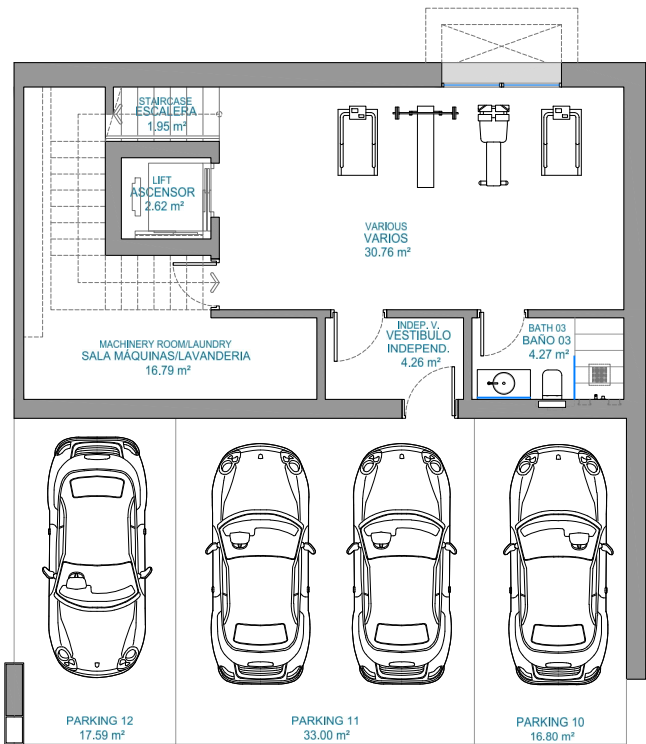 STAIRCASE
ESCALERA
1.95 m²
LIFT
ASCENSOR
2.62 m²
VARIOUS
VARIOS
30.76 m²
MACHINERY ROOM/LAUNDRY
SALA MÁQUINAS/LAVANDERIA
16.79 m²
INDEP. V.
VESTIBULO
INDEPEND.
4.26 m²
BATH 03
BAÑO 03
4.27 m²
PARKING 12
17.59 m²
PARKING 11
33.00 m²
PARKING 10
16.80 m²